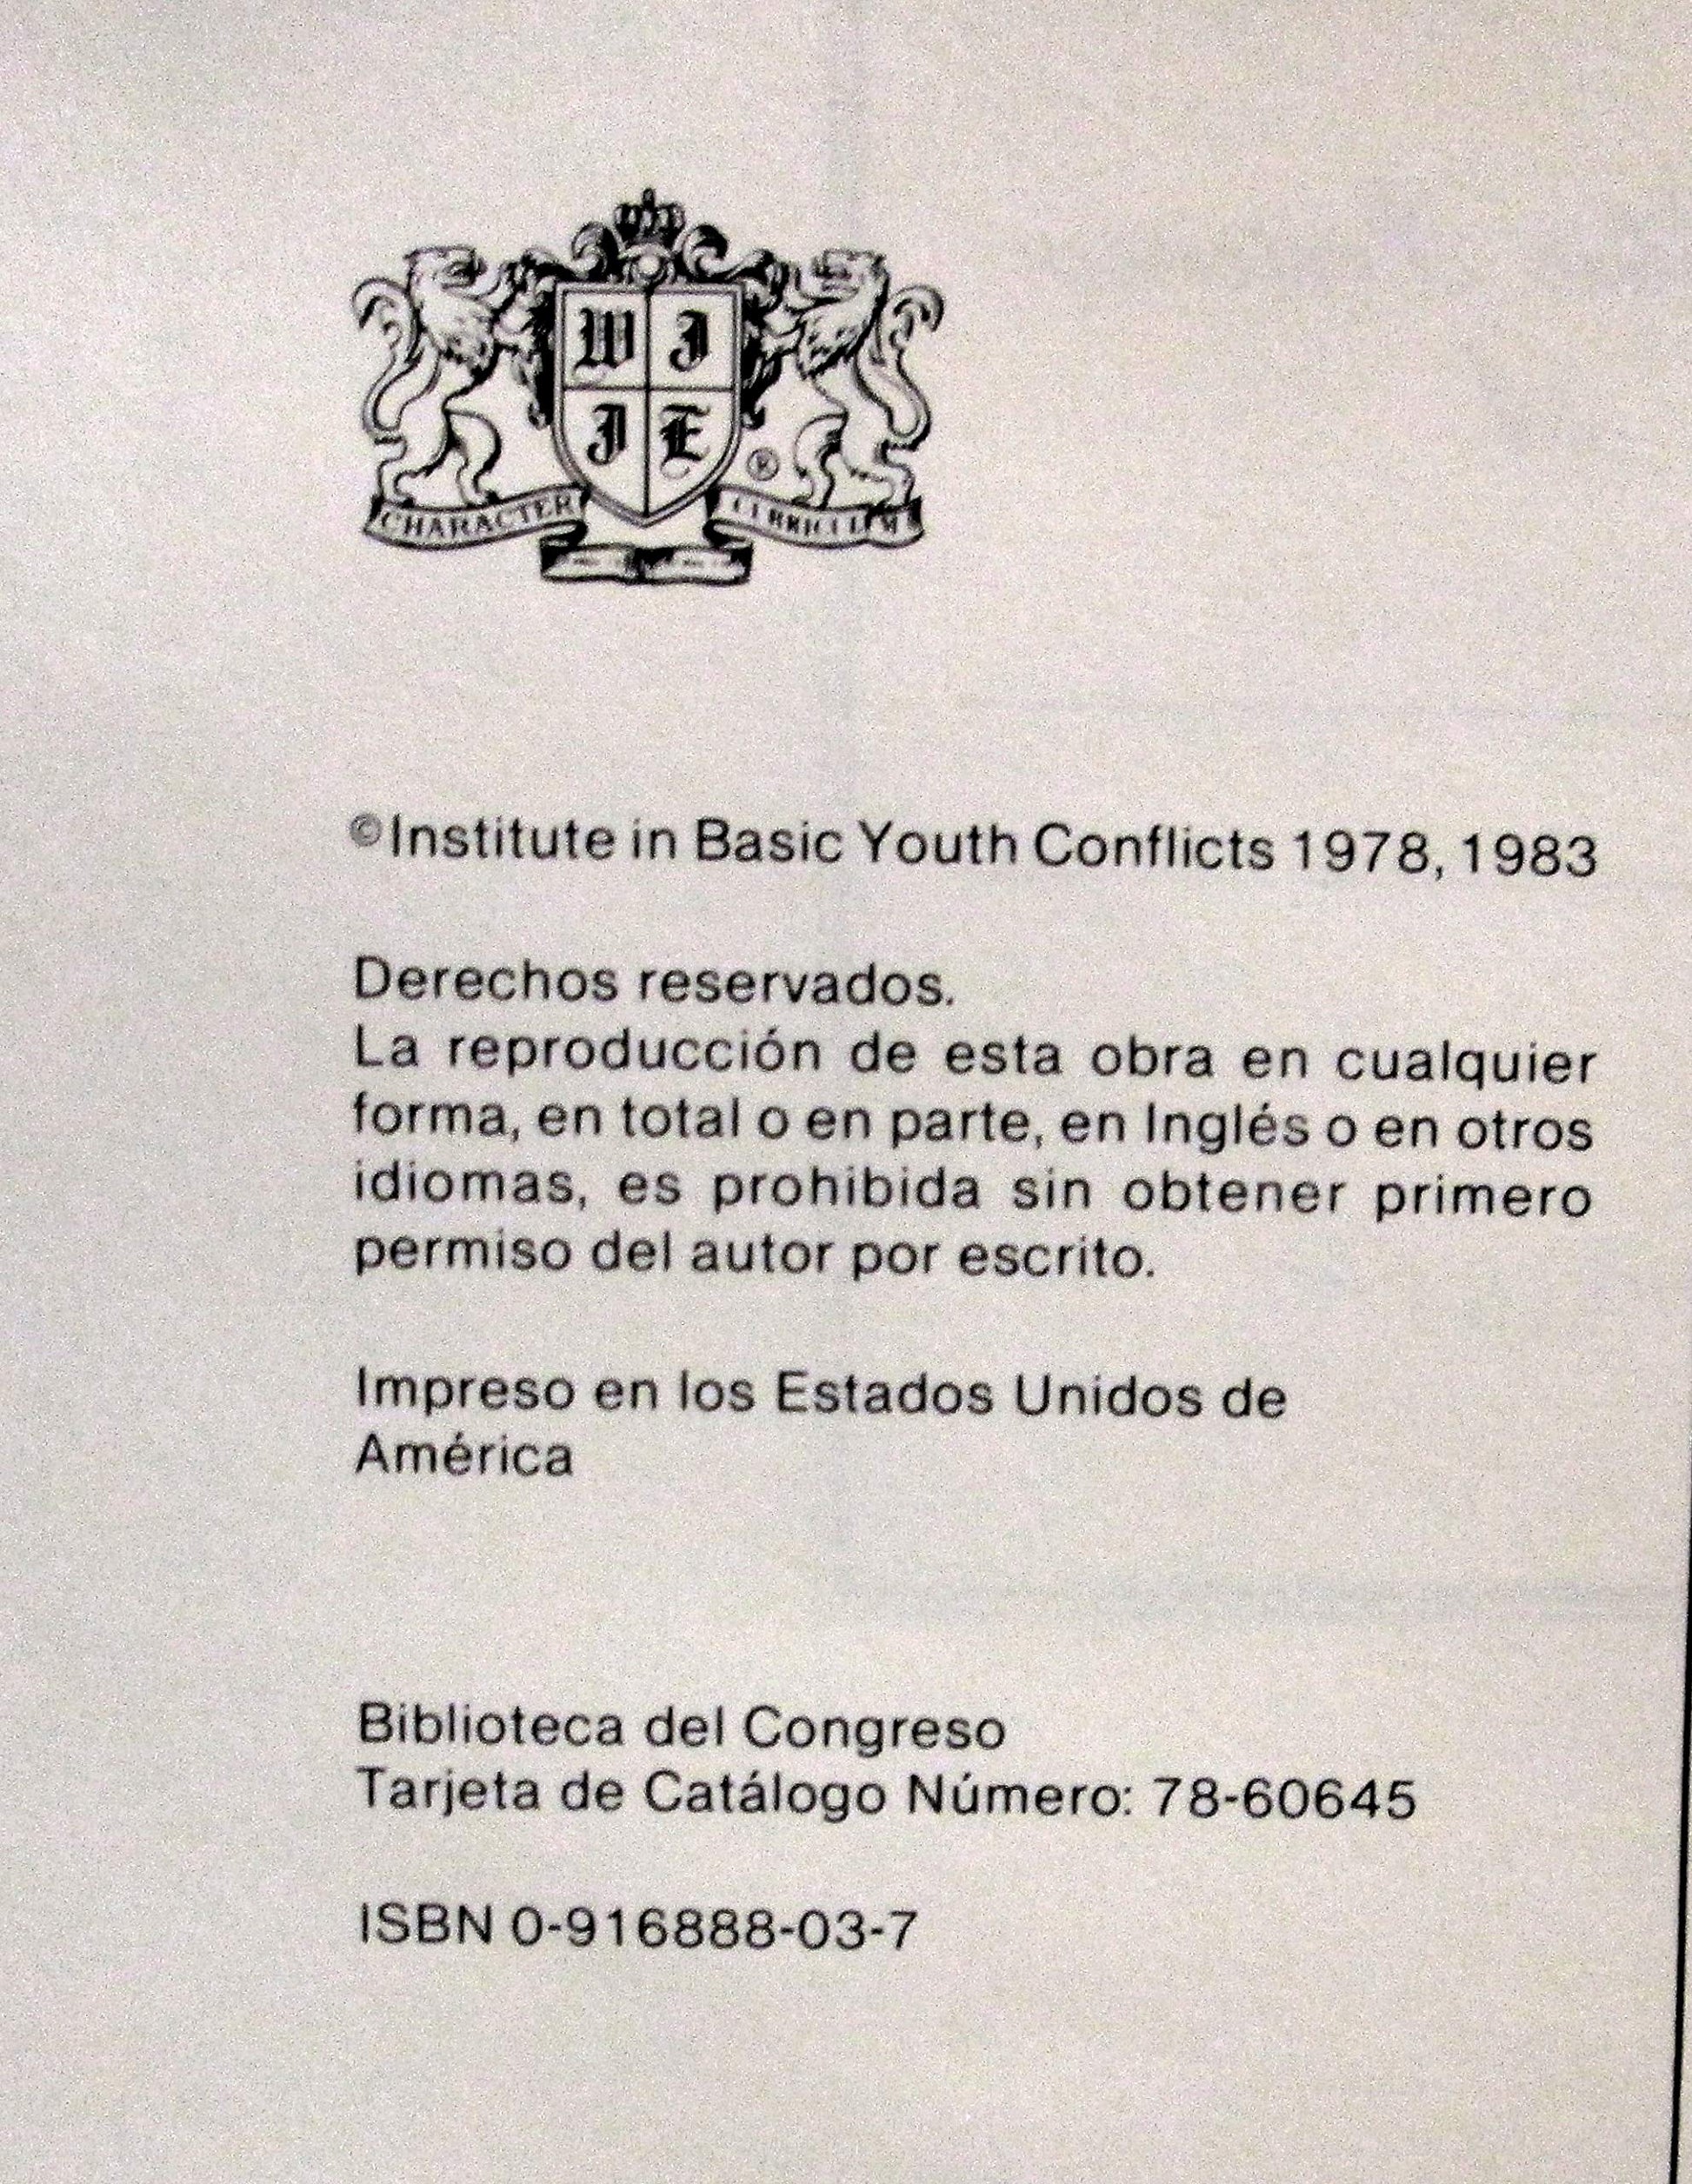 W J
J E
®
CHARACTER CURRICULUM
©Institute in Basic Youth Conflicts 1978, 1983
Derechos reservados.
La reproducción de esta obra en cualquier
forma, en total o en parte, en Inglés o en otros
idiomas, es prohibida sin obtener primero
permiso del autor por escrito.
Impreso en los Estados Unidos de
América
Biblioteca del Congreso
Tarjeta de Catálogo Número: 78-60645
ISBN 0-916888-03-7